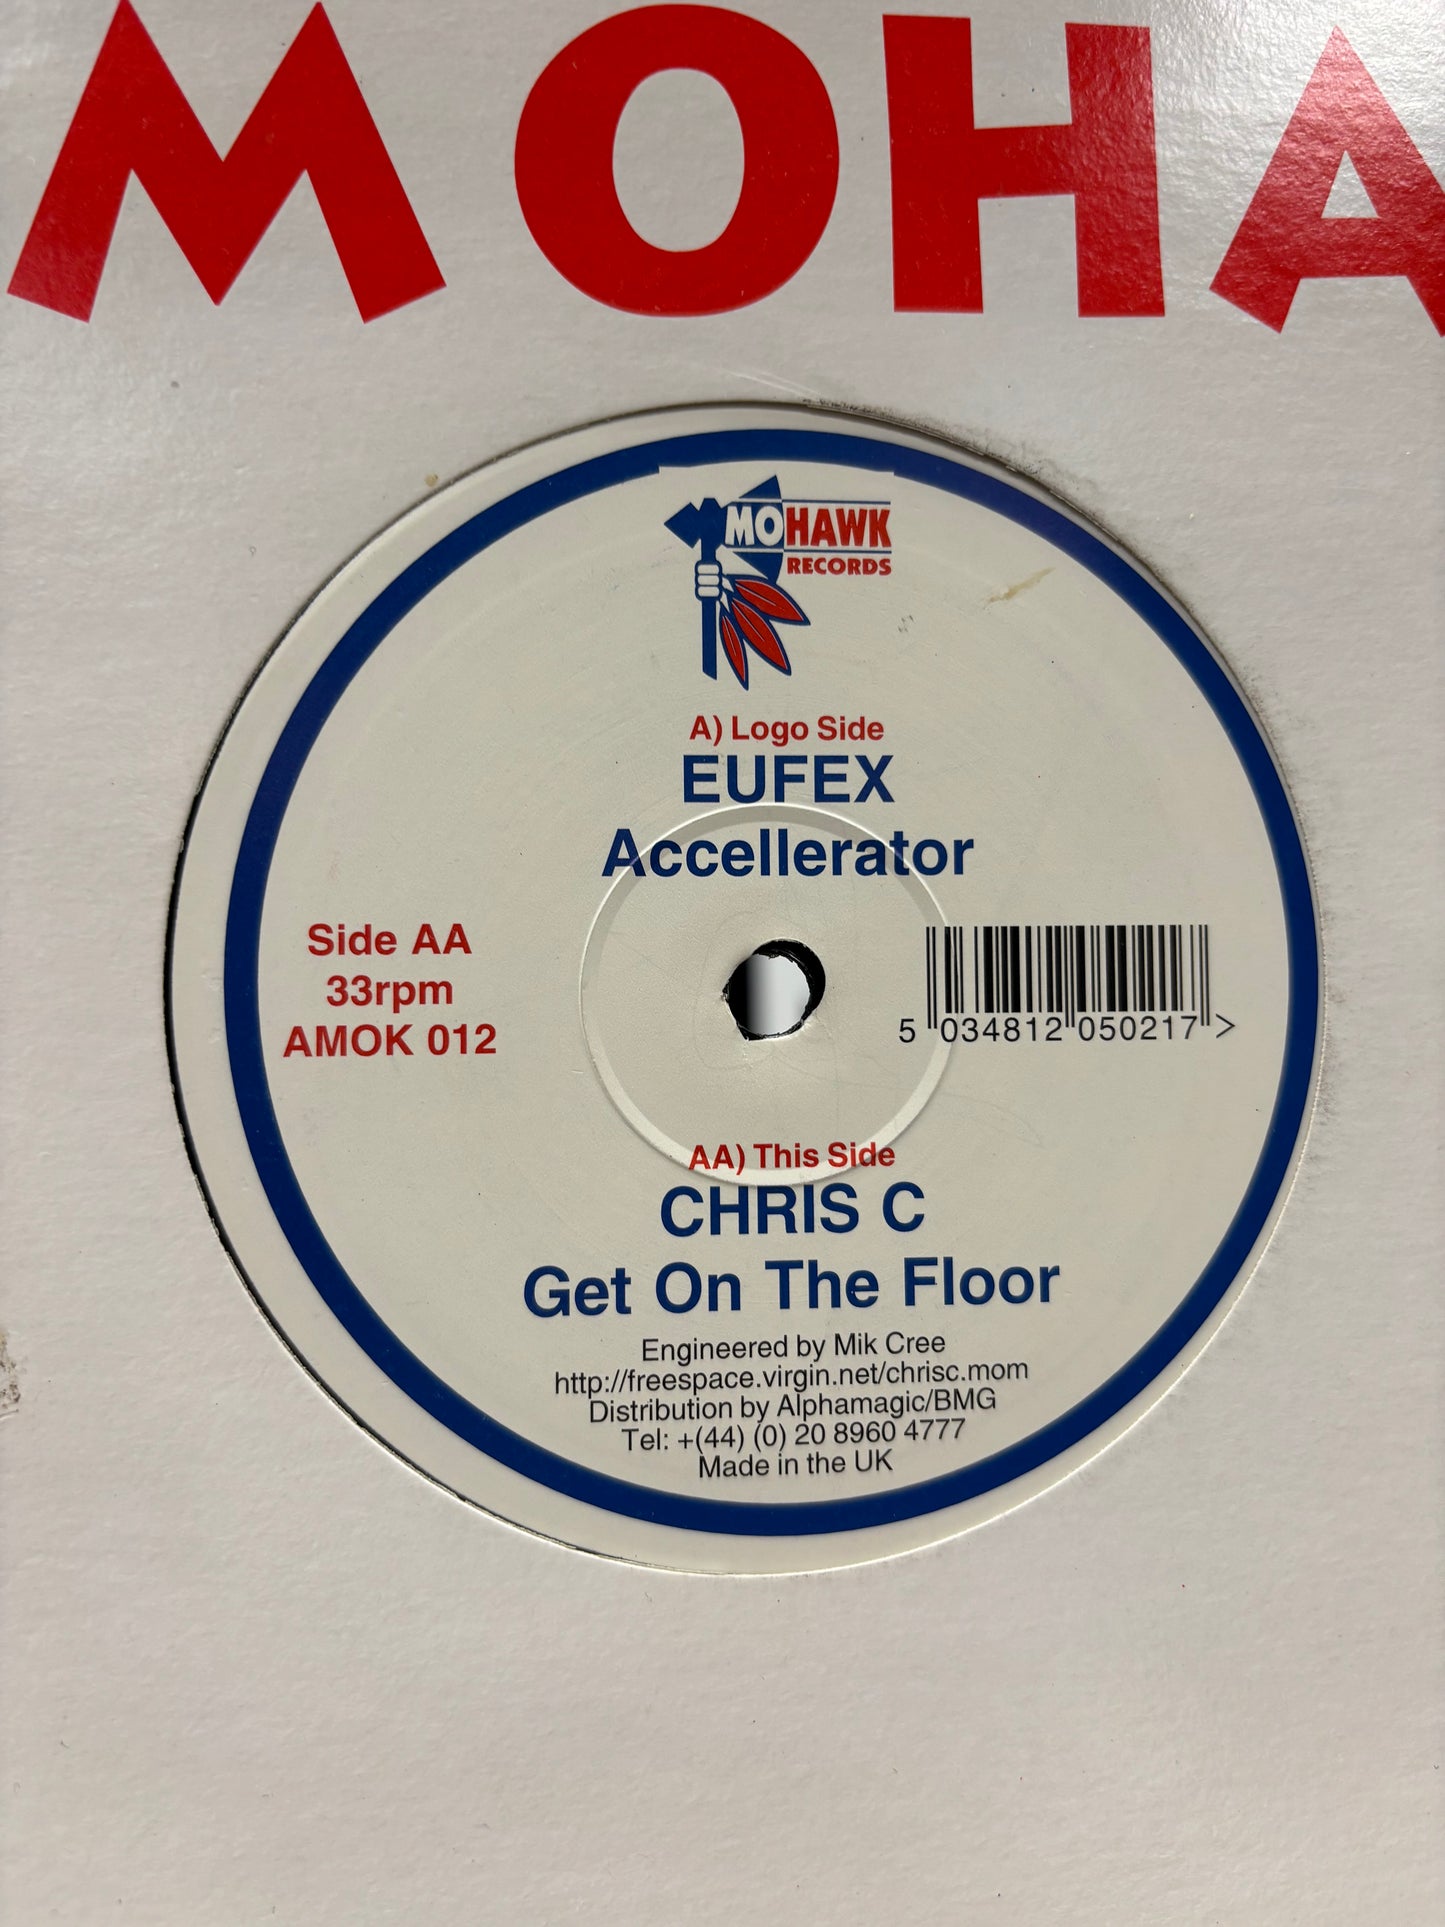 MOHA
MOHAWK
RECORDS
A) Logo Side
EUFEX
Accellerator
Side AA
33rpm
AMOK 012
5 034812 050217 >
AA) This Side
CHRIS C
Get On The Floor
Engineered by Mik Cree
http://freespace.virgin.net/chrisc.mom
Distribution by Alphamagic/BMG
Tel: +(44) (0) 20 8960 4777
Made in the UK